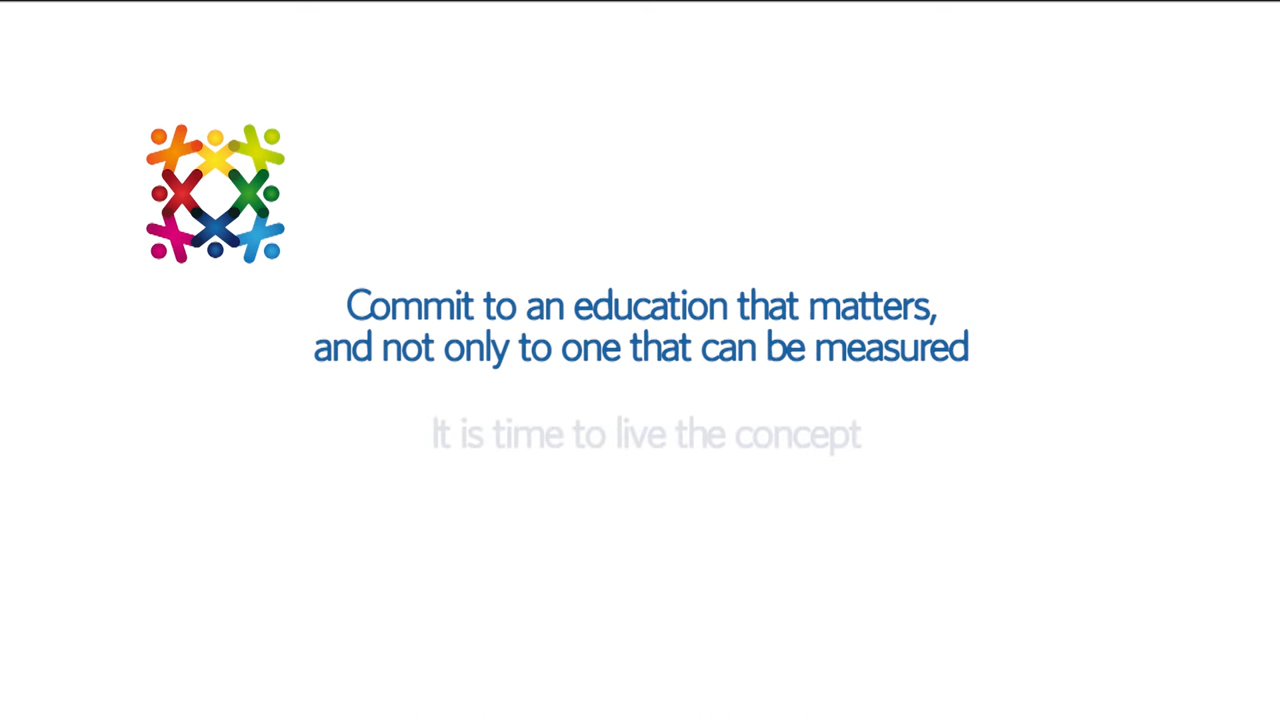 Commit to an education that matters,
and not only to one that can be measured
It is time to live the concept